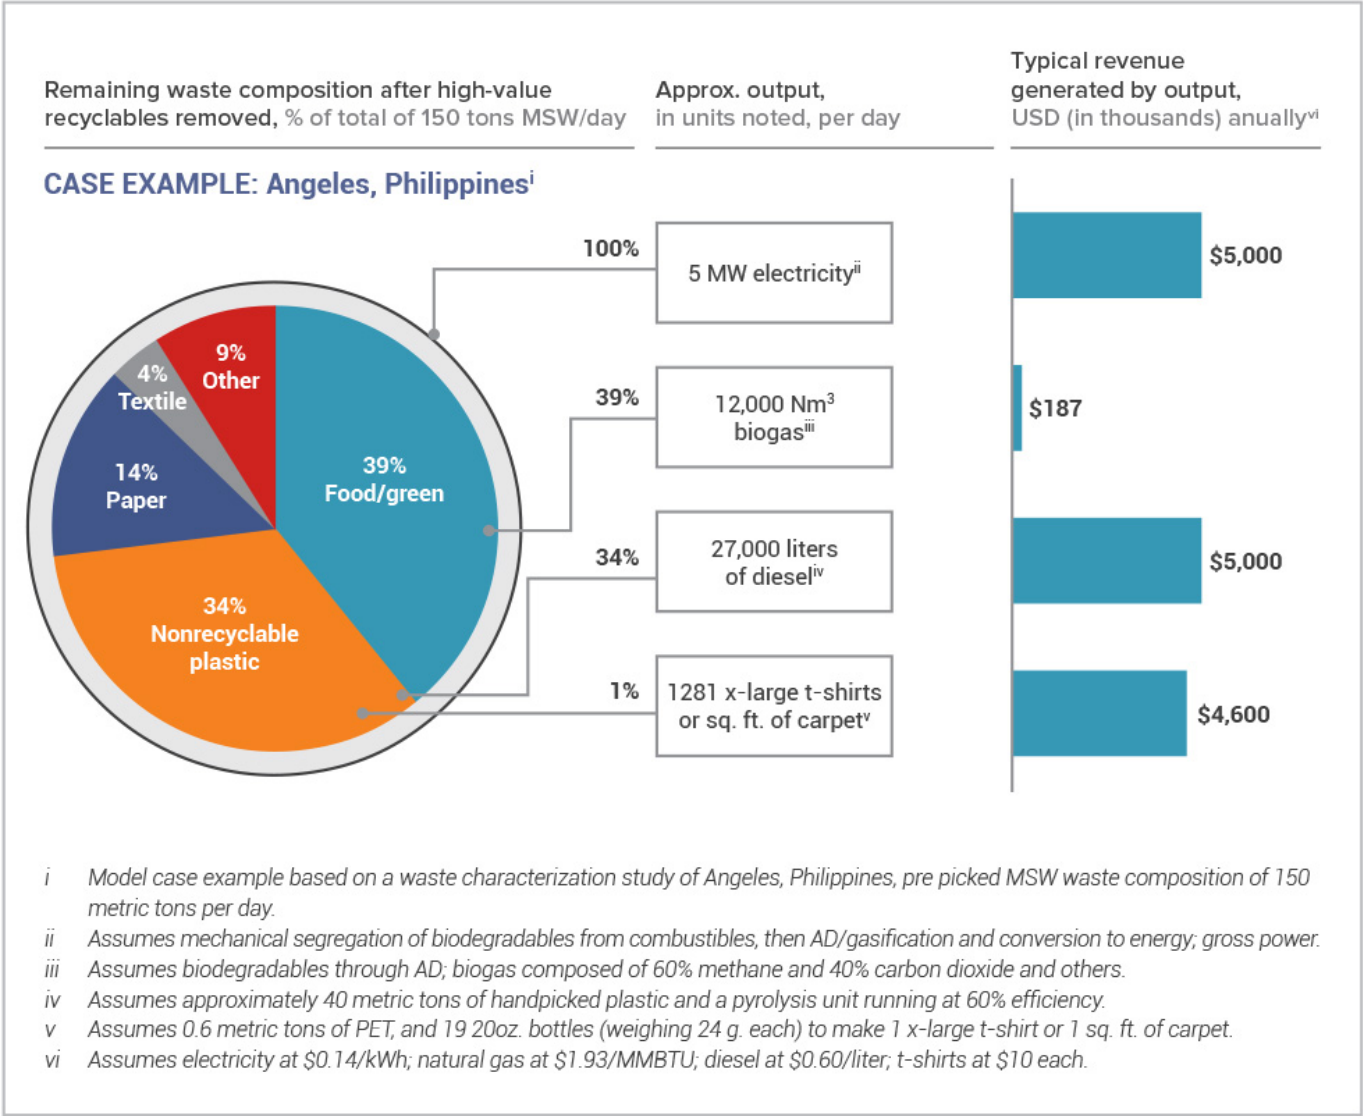 Remaining waste composition after high-value
recyclables removed, % of total of 150 tons MSW/day
Approx. output,
in units noted, per day
Typical revenue
generated by output,
USD (in thousands) anuallyvi
CASE EXAMPLE: Angeles, Philippinesi
100%
5 MW electricityii
$5,000
9%
Other
4%
Textile
14%
Paper
39%
Food/green
34%
Nonrecyclable
plastic
39%
12,000 Nm3
biogasiii
$187
34%
27,000 liters
of dieseliv
$5,000
1%
1281 x-large t-shirts
or sq. ft. of carpetv
$4,600
i Model case example based on a waste characterization study of Angeles, Philippines, pre picked MSW waste composition of 150
metric tons per day.
ii Assumes mechanical segregation of biodegradables from combustibles, then AD/gasification and conversion to energy; gross power.
iii Assumes biodegradables through AD; biogas composed of 60% methane and 40% carbon dioxide and others.
iv Assumes approximately 40 metric tons of handpicked plastic and a pyrolysis unit running at 60% efficiency.
v Assumes 0.6 metric tons of PET, and 19 20oz. bottles (weighing 24 g. each) to make 1 x-large t-shirt or 1 sq. ft. of carpet.
vi Assumes electricity at $0.14/kWh; natural gas at $1.93/MMBTU; diesel at $0.60/liter; t-shirts at $10 each.